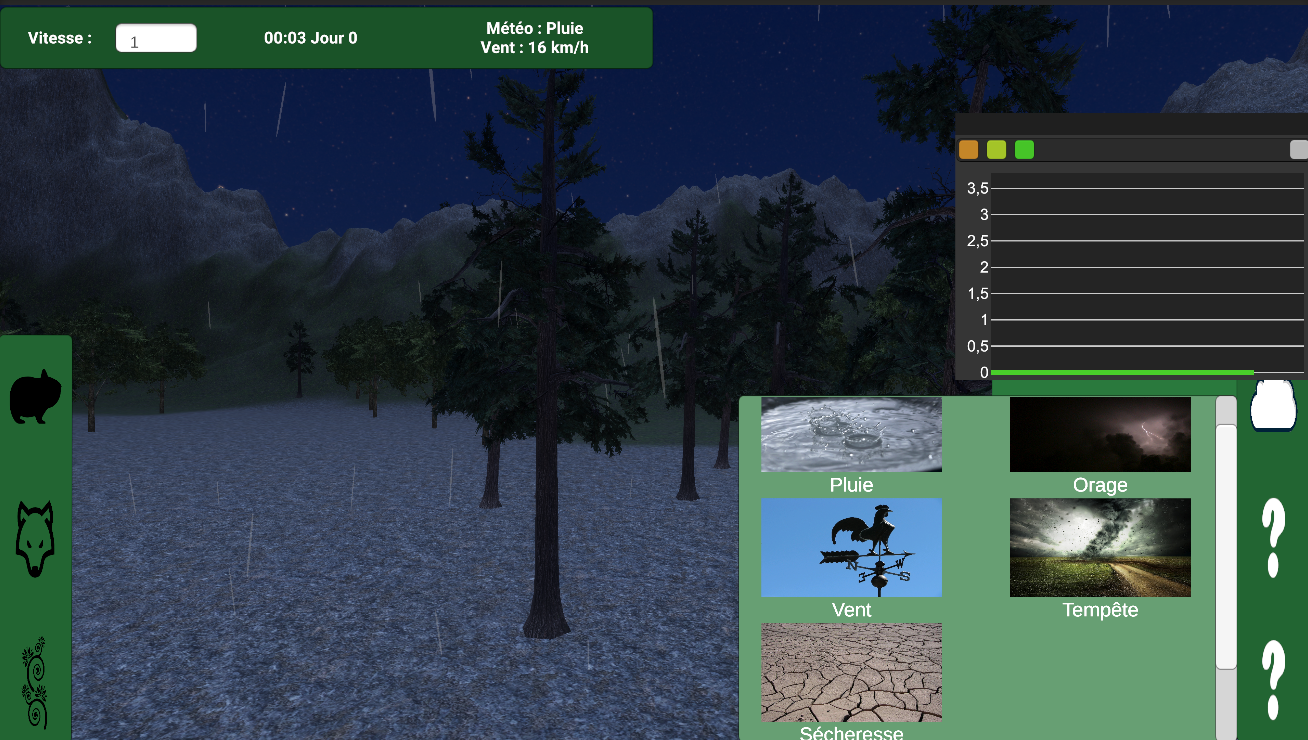 Vitesse :
1
00:03 Jour 0
Météo : Pluie
Vent : 16 km/h
3,5
3
2,5
2
1,5
1
0,5
0
Pluie
Orage
N
W
S
Vent
Tempête
Sécheresse
?
?